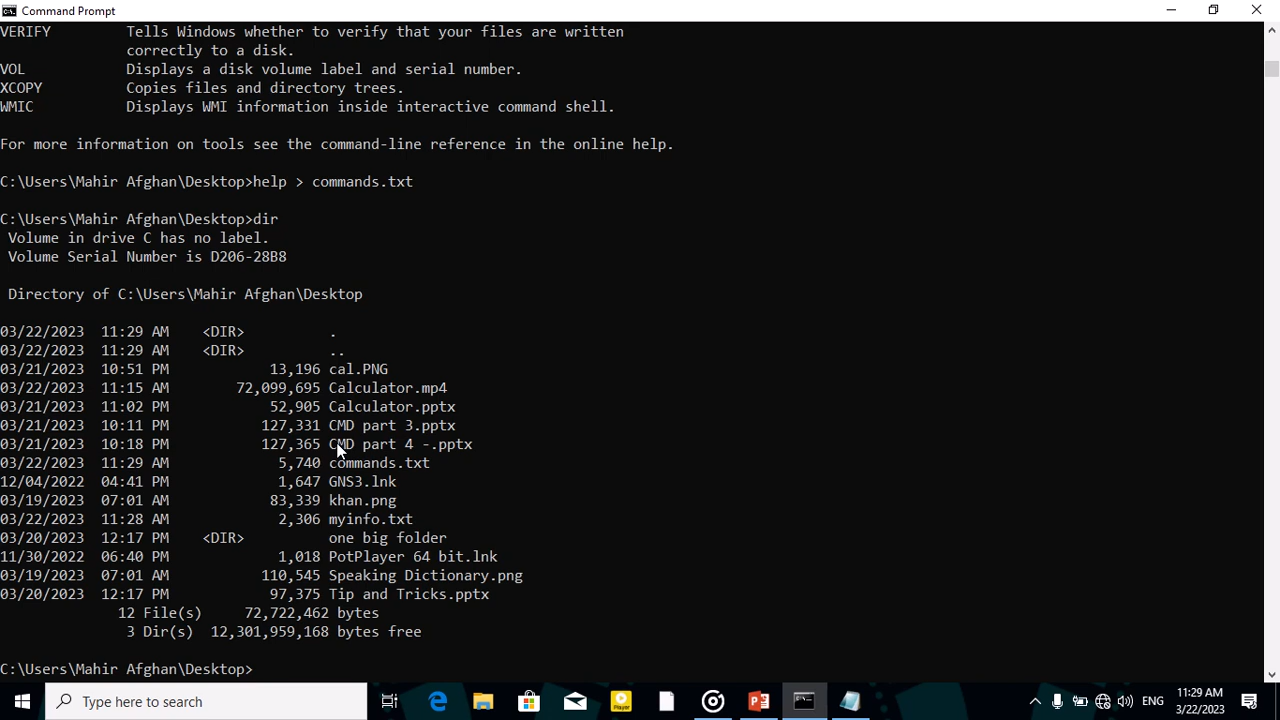 Command Prompt
VERIFY         Tells Windows whether to verify that your files are written
               correctly to a disk.
VOL            Displays a disk volume label and serial number.
XCOPY          Copies files and directory trees.
WMIC           Displays WMI information inside interactive command shell.
For more information on tools see the command-line reference in the online help.
C:\Users\Mahir Afghan\Desktop>help > commands.txt
C:\Users\Mahir Afghan\Desktop>dir
 Volume in drive C has no label.
 Volume Serial Number is D206-28B8
 Directory of C:\Users\Mahir Afghan\Desktop
03/22/2023  11:29 AM    <DIR>          .
03/22/2023  11:29 AM    <DIR>          ..
03/21/2023  10:51 PM            13,196 cal.PNG
03/22/2023  11:15 AM        72,099,695 Calculator.mp4
03/21/2023  11:02 PM            52,905 Calculator.pptx
03/21/2023  10:11 PM           127,331 CMD part 3.pptx
03/21/2023  10:18 PM           127,365 CMD part 4 -.pptx
03/22/2023  11:29 AM             5,740 commands.txt
12/04/2022  04:41 PM             1,647 GNS3.lnk
03/19/2023  07:01 AM            83,339 khan.png
03/22/2023  11:28 AM             2,306 myinfo.txt
03/20/2023  12:17 PM    <DIR>          one big folder
11/30/2022  06:40 PM             1,018 PotPlayer 64 bit.lnk
03/19/2023  07:01 AM           110,545 Speaking Dictionary.png
03/20/2023  12:17 PM            97,375 Tip and Tricks.pptx
              12 File(s)     72,722,462 bytes
               3 Dir(s)  12,301,959,168 bytes free
C:\Users\Mahir Afghan\Desktop>
Type here to search
Player
ENG
11:29 AM
3/22/2023